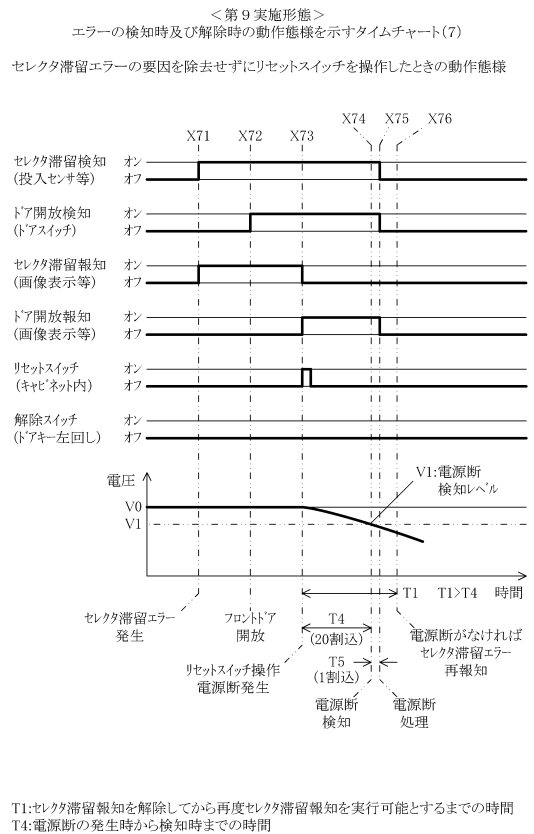 ＜第９実施形態＞
エラーの検知時及び解除時の動作態様を示すタイムチャート(7)
セレクタ滞留エラーの要因を除去せずにリセットスイッチを操作したときの動作態様
X74 X75 X76
X71 X72 X73
セレクタ滞留検知 オン
(投入センサ等) オフ
ドア開放検知 オン
(ドアスイッチ) オフ
セレクタ滞留報知 オン
(画像表示等) オフ
ドア開放報知 オン
(画像表示等) オフ
リセットスイッチ オン
(キャビネット内) オフ
解除スイッチ オン
(ドアキー左回し) オフ
電圧
V1:電源断
検知レベル
V0
V1
T1 T1>T4 時間
セレクタ滞留エラー
発生
フロントドア
開放
T4
(20割込)
電源断がなければ
セレクタ滞留エラー
再報知
リセットスイッチ操作
電源断発生
T5
(1割込)
電源断
検知
電源断
処理
T1:セレクタ滞留報知を解除してから再度セレクタ滞留報知を実行可能とするまでの時間
T4:電源断の発生時から検知時までの時間